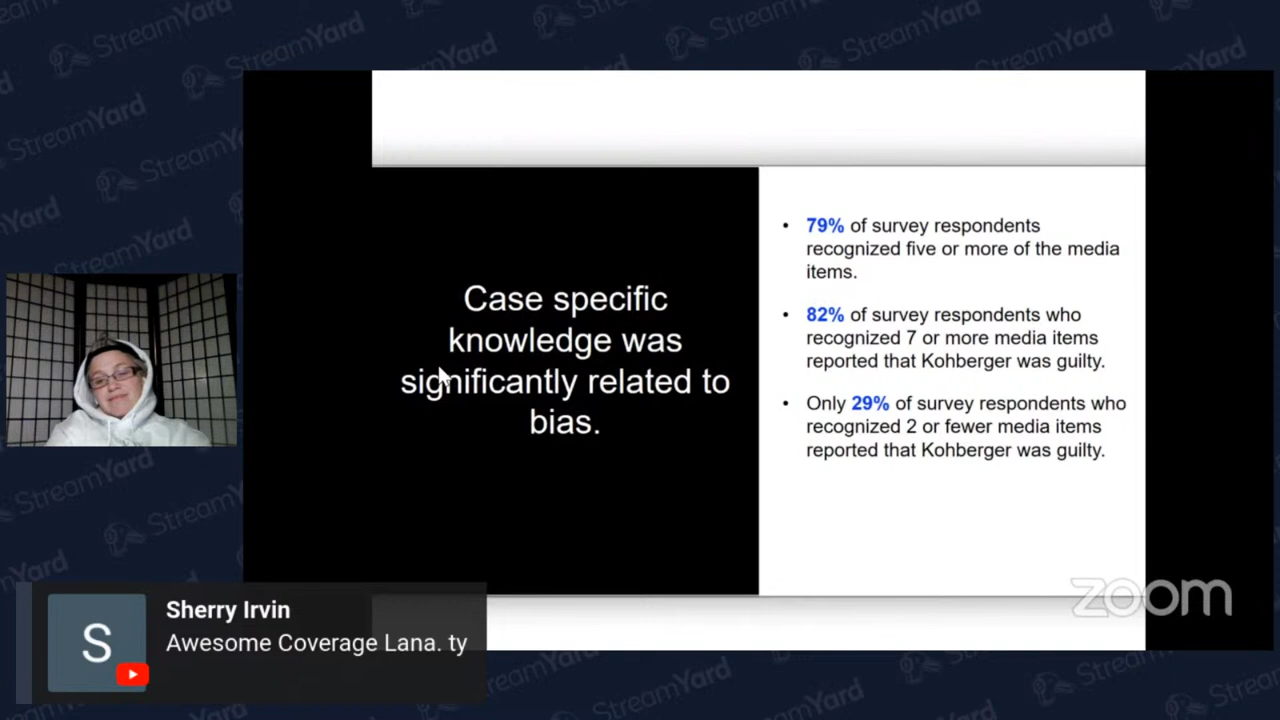 Case specific
knowledge was
significantly related to
bias.
• 79% of survey respondents
recognized five or more of the media
items.
• 82% of survey respondents who
recognized 7 or more media items
reported that Kohberger was guilty.
• Only 29% of survey respondents who
recognized 2 or fewer media items
reported that Kohberger was guilty.
zoom
S
Sherry Irvin
Awesome Coverage Lana. ty
StreamYard